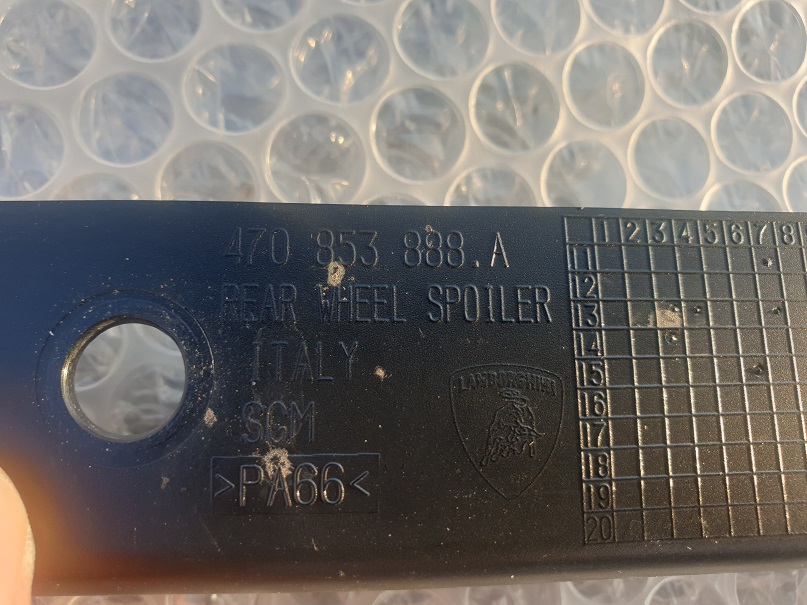 470 853 888.A
REAR WHEEL SPOILER
ITALY
SCM
>PA66<
LAMBORGHINI
1 2 3 4 5 6 7 8
11
12
13
14
15
16
17
18
19
20